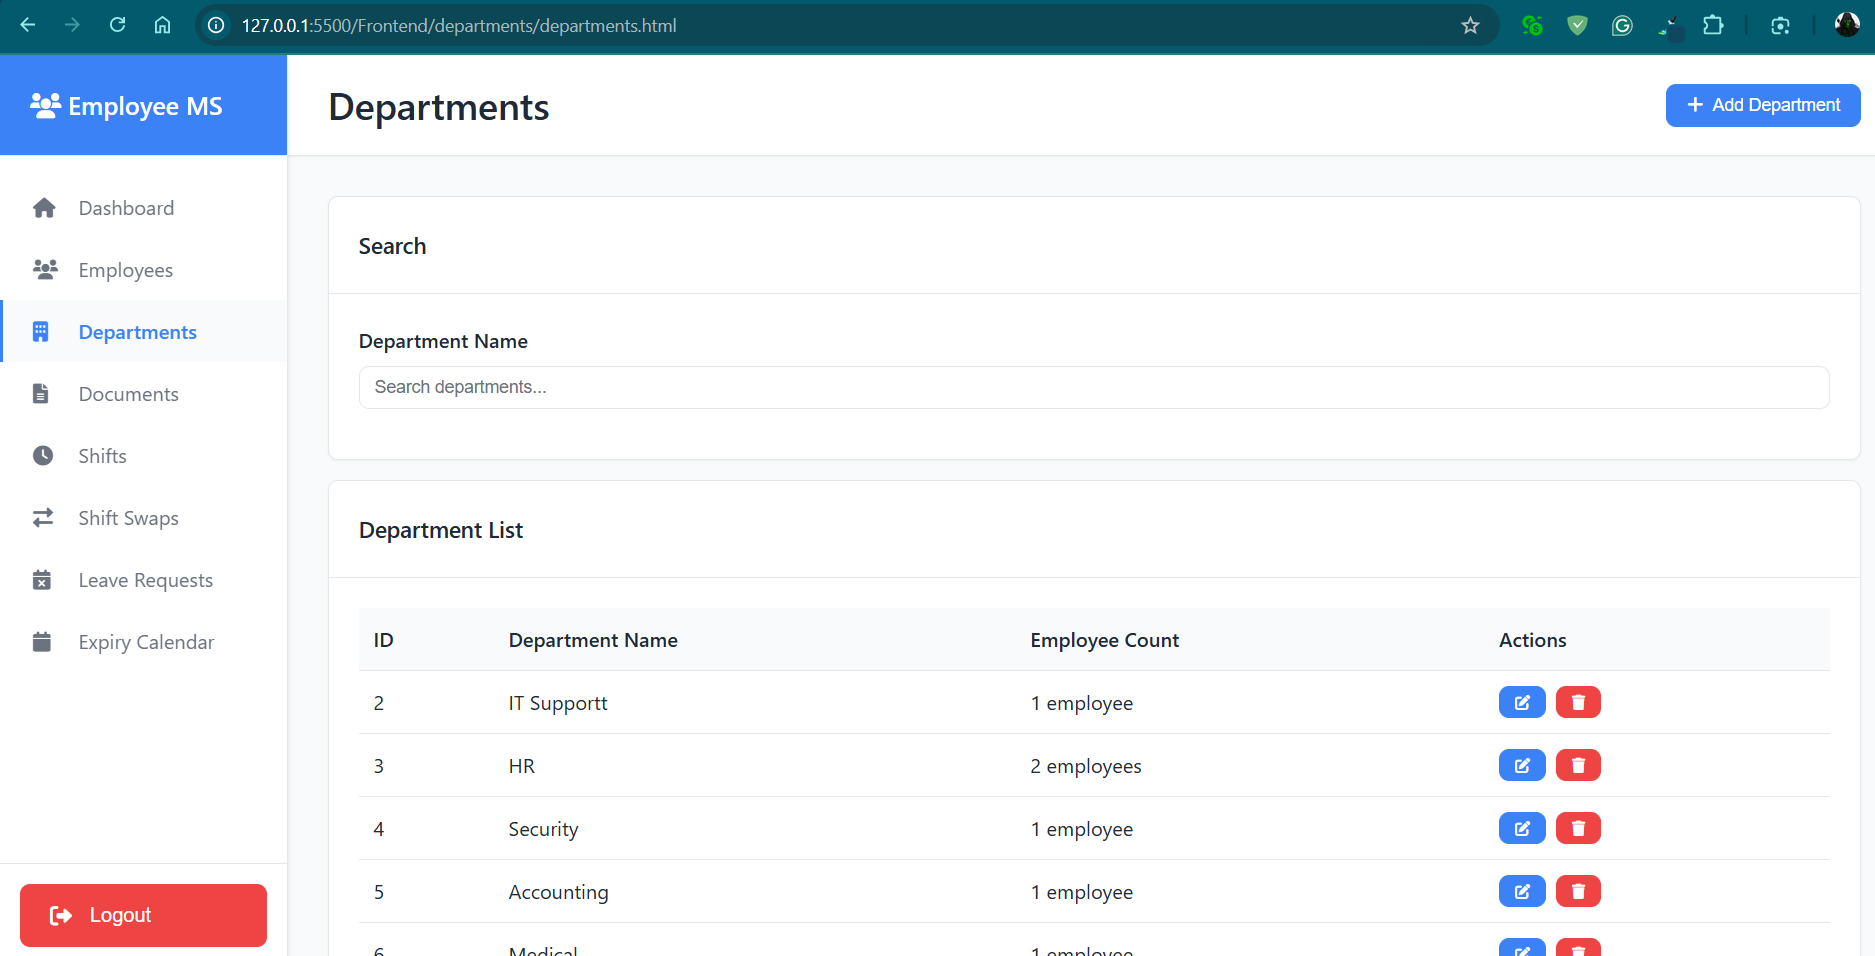 127.0.0.1:5500/Frontend/departments/departments.html
Employee MS
Departments
Add Department
Dashboard
Employees
Departments
Documents
Shifts
Shift Swaps
Leave Requests
Expiry Calendar
Logout
Search
Department Name
Search departments...
Department List
ID Department Name Employee Count Actions
2 IT Supportt 1 employee
3 HR 2 employees
4 Security 1 employee
5 Accounting 1 employee
6 Medical 1 employee